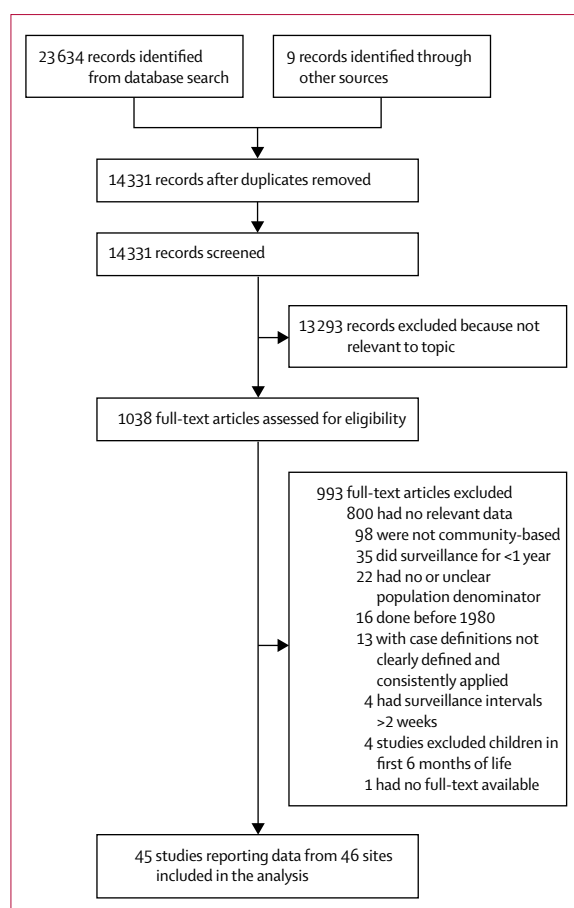 23 634 records identified
from database search
9 records identified through
other sources
14 331 records after duplicates removed
14 331 records screened
13 293 records excluded because not
relevant to topic
1038 full-text articles assessed for eligibility
993 full-text articles excluded
800 had no relevant data
98 were not community-based
35 did surveillance for <1 year
22 had no or unclear
population denominator
16 done before 1980
13 with case definitions not
clearly defined and
consistently applied
4 had surveillance intervals
>2 weeks
4 studies excluded children in
first 6 months of life
1 had no full-text available
45 studies reporting data from 46 sites
included in the analysis